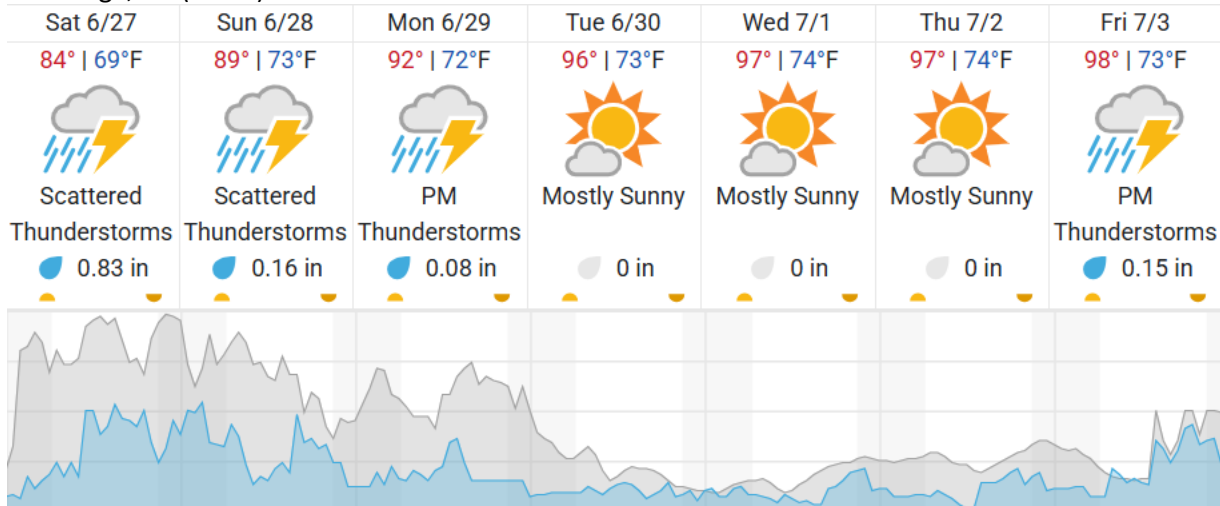 Sat 6/27 Sun 6/28 Mon 6/29 Tue 6/30 Wed 7/1 Thu 7/2 Fri 7/3
84° | 69°F 89° | 73°F 92° | 72°F 96° | 73°F 97° | 74°F 97° | 74°F 98° | 73°F
Scattered Scattered PM Mostly Sunny Mostly Sunny Mostly Sunny PM
Thunderstorms Thunderstorms Thunderstorms Thunderstorms
0.83 in 0.16 in 0.08 in 0 in 0 in 0 in 0.15 in